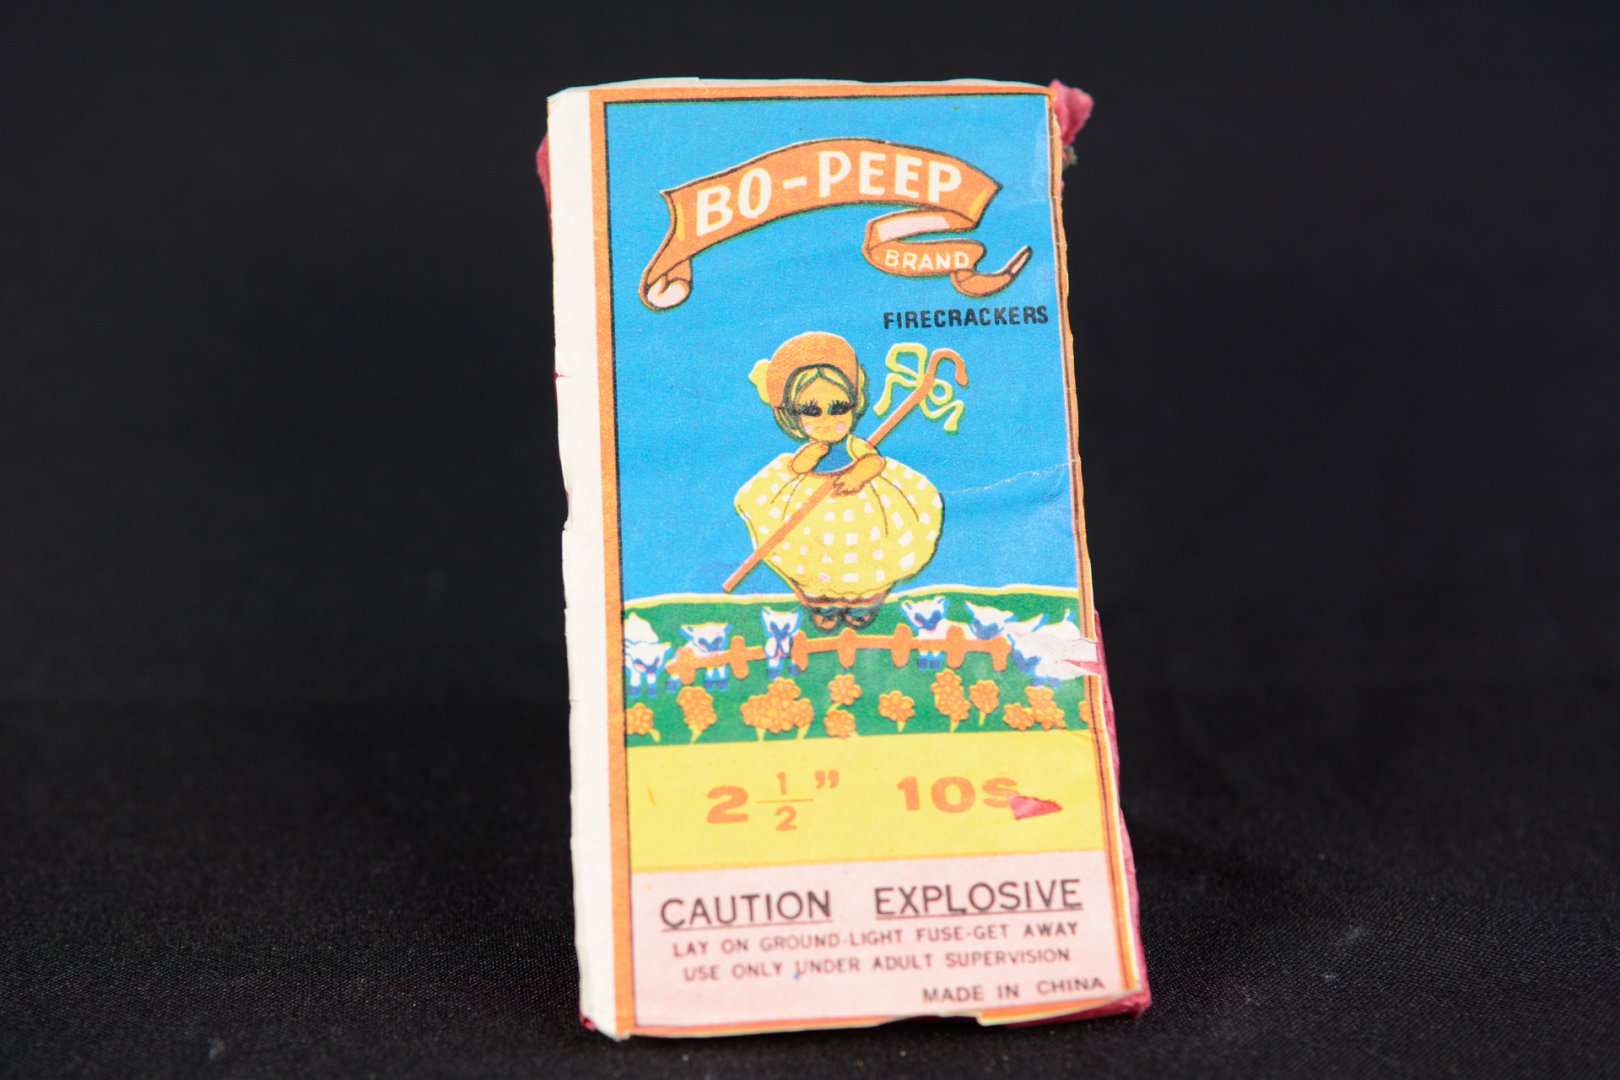 BO-PEEP
BRAND
FIRECRACKERS
2 1/2" 10S
CAUTION EXPLOSIVE
LAY ON GROUND-LIGHT FUSE-GET AWAY
USE ONLY UNDER ADULT SUPERVISION
MADE IN CHINA